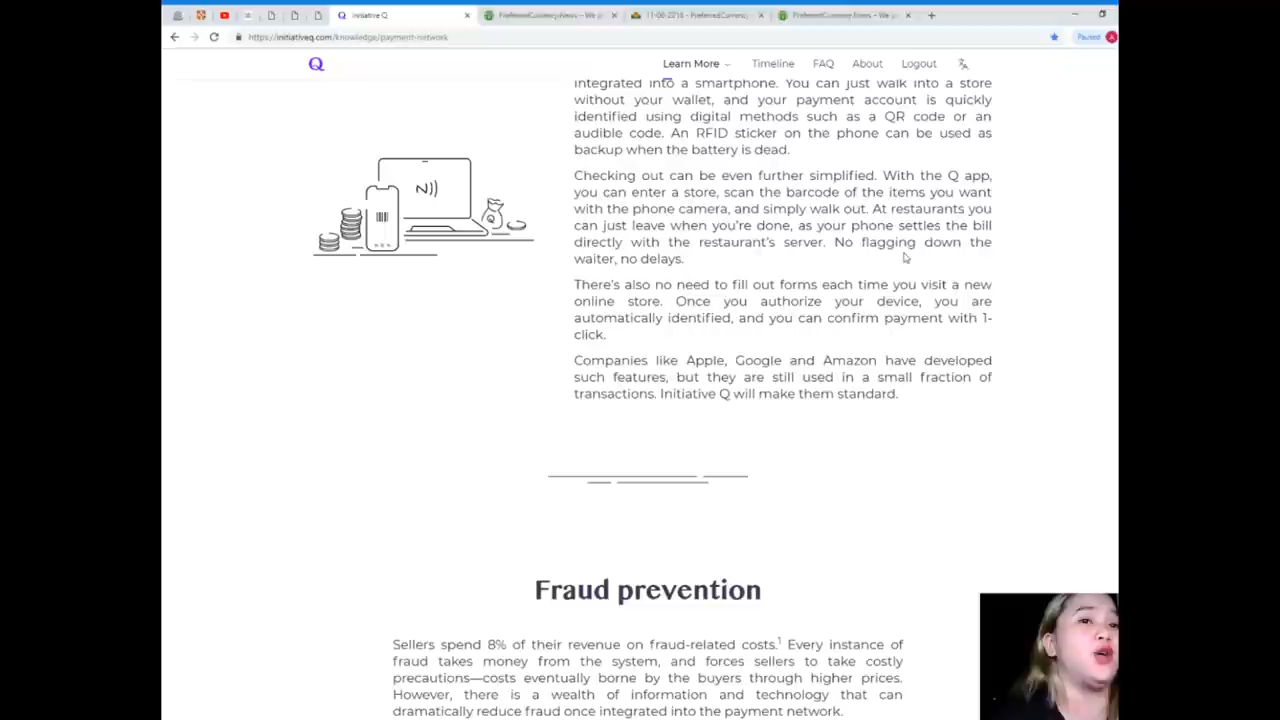 Initiative Q
PreferredCurrency.News – We p
11-06-2018 - PreferredCurrency
PreferredCurrency.News – We p
https://initiativeq.com/knowledge/payment-network
Paused
A
Q
Learn More
Timeline
FAQ
About
Logout
integrated into a smartphone. You can just walk into a store
without your wallet, and your payment account is quickly
identified using digital methods such as a QR code or an
audible code. An RFID sticker on the phone can be used as
backup when the battery is dead.
Checking out can be even further simplified. With the Q app,
you can enter a store, scan the barcode of the items you want
with the phone camera, and simply walk out. At restaurants you
can just leave when you're done, as your phone settles the bill
directly with the restaurant's server. No flagging down the
waiter, no delays.
There's also no need to fill out forms each time you visit a new
online store. Once you authorize your device, you are
automatically identified, and you can confirm payment with 1-
click.
Companies like Apple, Google and Amazon have developed
such features, but they are still used in a small fraction of
transactions. Initiative Q will make them standard.
Fraud prevention
Sellers spend 8% of their revenue on fraud-related costs.1 Every instance of
fraud takes money from the system, and forces sellers to take costly
precautions—costs eventually borne by the buyers through higher prices.
However, there is a wealth of information and technology that can
dramatically reduce fraud once integrated into the payment network.